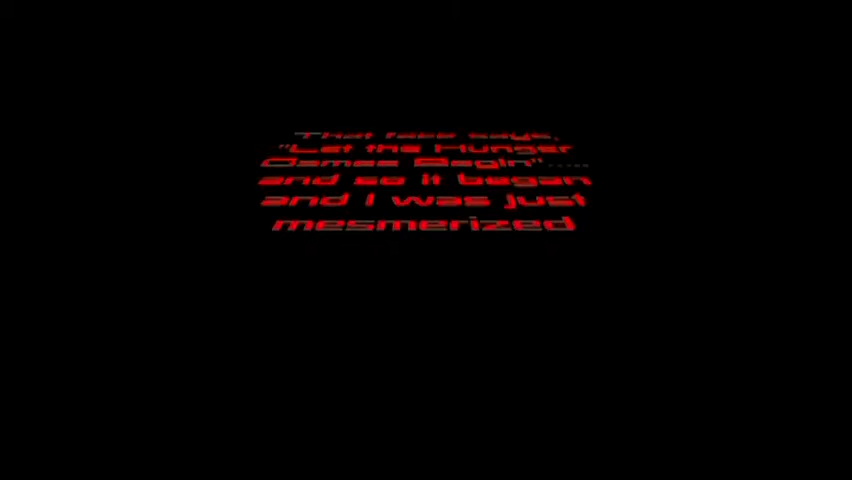 That face says,
"Let the Hunger
Games Begin".....
and so it began
and I was just
mesmerized